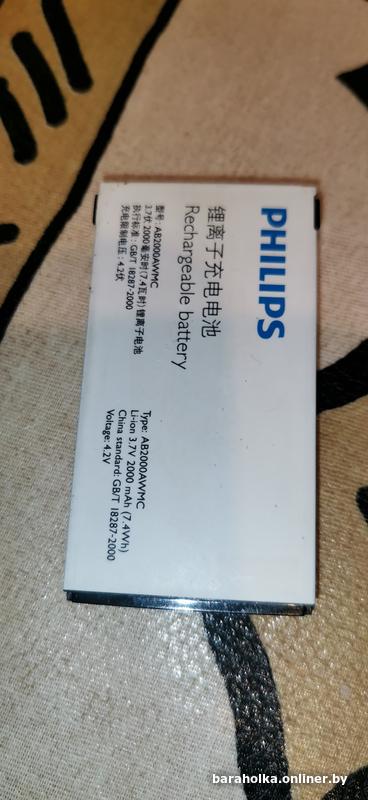 PHILIPS
锂离子充电电池
Rechargeable battery
型号: AB2000AWMC
3.7伏 2000毫安时(7.4瓦时)锂离子电池
执行标准: GB/T 18287-2000
充电限制电压: 4.2伏
Type: AB2000AWMC
Li-ion 3.7V 2000 mAh (7.4Wh)
China standard: GB/T 18287-2000
Voltage: 4.2V
baraholka.onliner.by